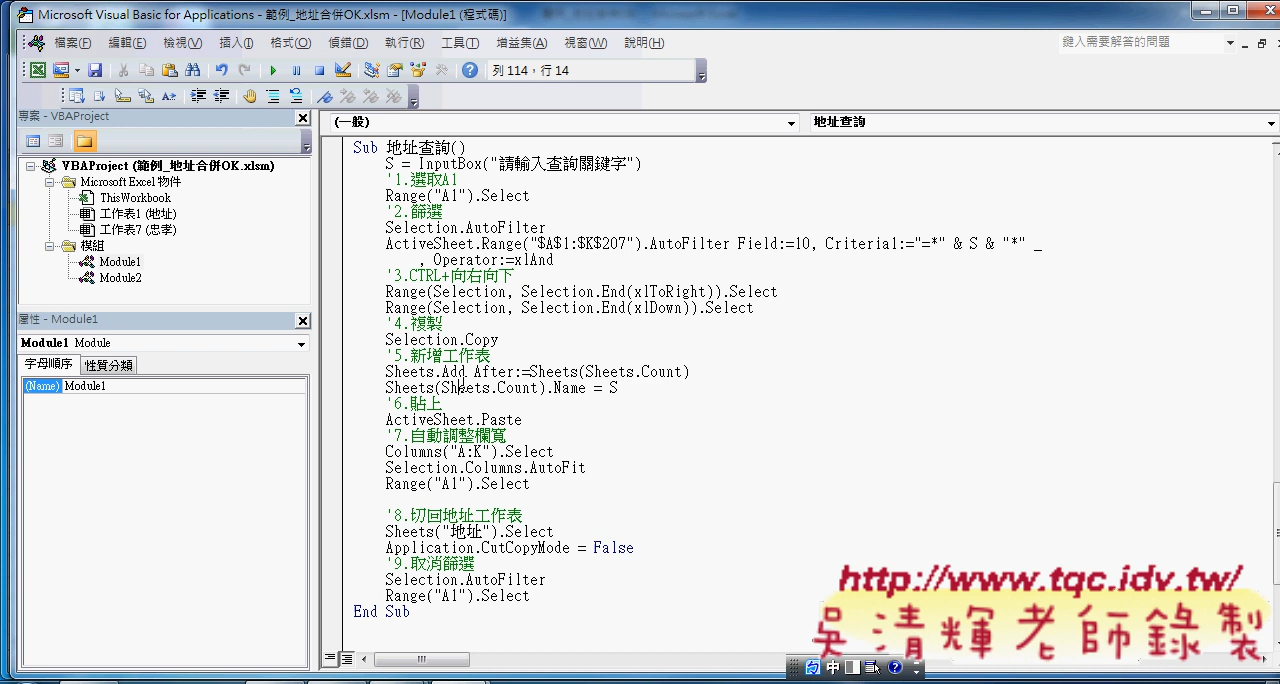 Microsoft Visual Basic for Applications - 範例_地址合併OK.xlsm - [Module1 (程式碼)]
檔案(F) 編輯(E) 檢視(V) 插入(I) 格式(O) 偵錯(D) 執行(R) 工具(T) 增益集(A) 視窗(W) 說明(H)
鍵入需要解答的問題
列 114，行 14
專案 - VBAProject
VBAProject (範例_地址合併OK.xlsm)
Microsoft Excel 物件
ThisWorkbook
工作表1 (地址)
工作表7 (忠孝)
模組
Module1
Module2
屬性 - Module1
Module1 Module
字母順序 性質分類
(Name) Module1
(一般) 地址查詢
Sub 地址查詢()
S = InputBox("請輸入查詢關鍵字")
'1.選取A1
Range("A1").Select
'2.篩選
Selection.AutoFilter
ActiveSheet.Range("$A$1:$K$207").AutoFilter Field:=10, Criteria1:="=*" & S & "*" _
, Operator:=xlAnd
'3.CTRL+向右向下
Range(Selection, Selection.End(xlToRight)).Select
Range(Selection, Selection.End(xlDown)).Select
'4.複製
Selection.Copy
'5.新增工作表
Sheets.Add After:=Sheets(Sheets.Count)
Sheets(Sheets.Count).Name = S
'6.貼上
ActiveSheet.Paste
'7.自動調整欄寬
Columns("A:K").Select
Selection.Columns.AutoFit
Range("A1").Select
'8.切回地址工作表
Sheets("地址").Select
Application.CutCopyMode = False
'9.取消篩選
Selection.AutoFilter
Range("A1").Select
End Sub
http://www.tqc.idv.tw/
吳清輝老師錄製
中